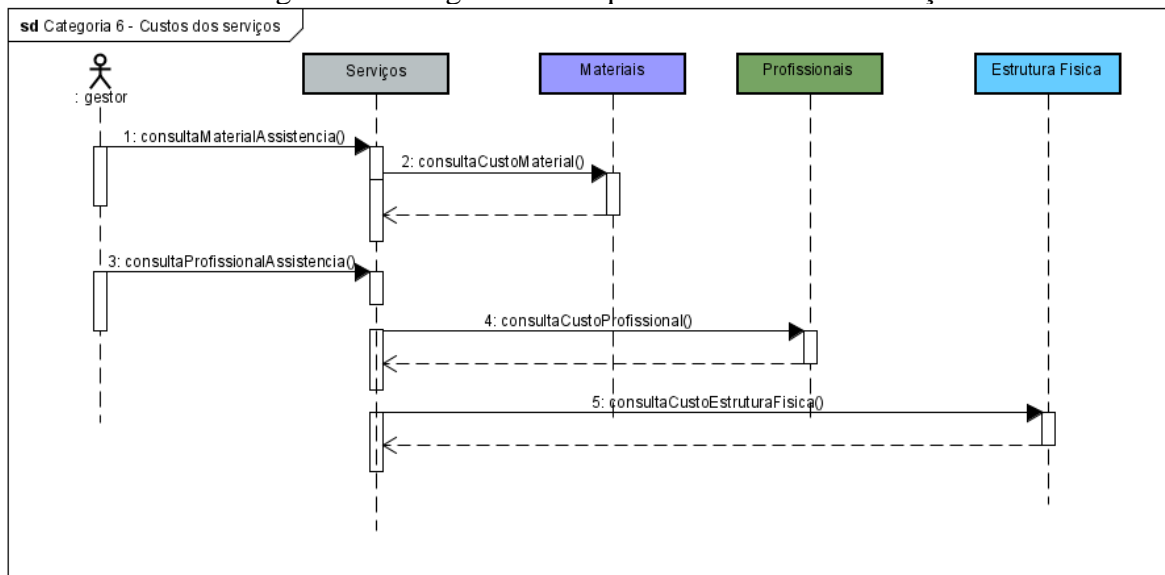 sd Categoria 6 - Custos dos serviços
: gestor
Serviços
Materiais
Profissionais
Estrutura Fisica
1: consultaMaterialAssistencia()
2: consultaCustoMaterial()
3: consultaProfissionalAssistencia()
4: consultaCustoProfissional()
5: consultaCustoEstruturaFisica()